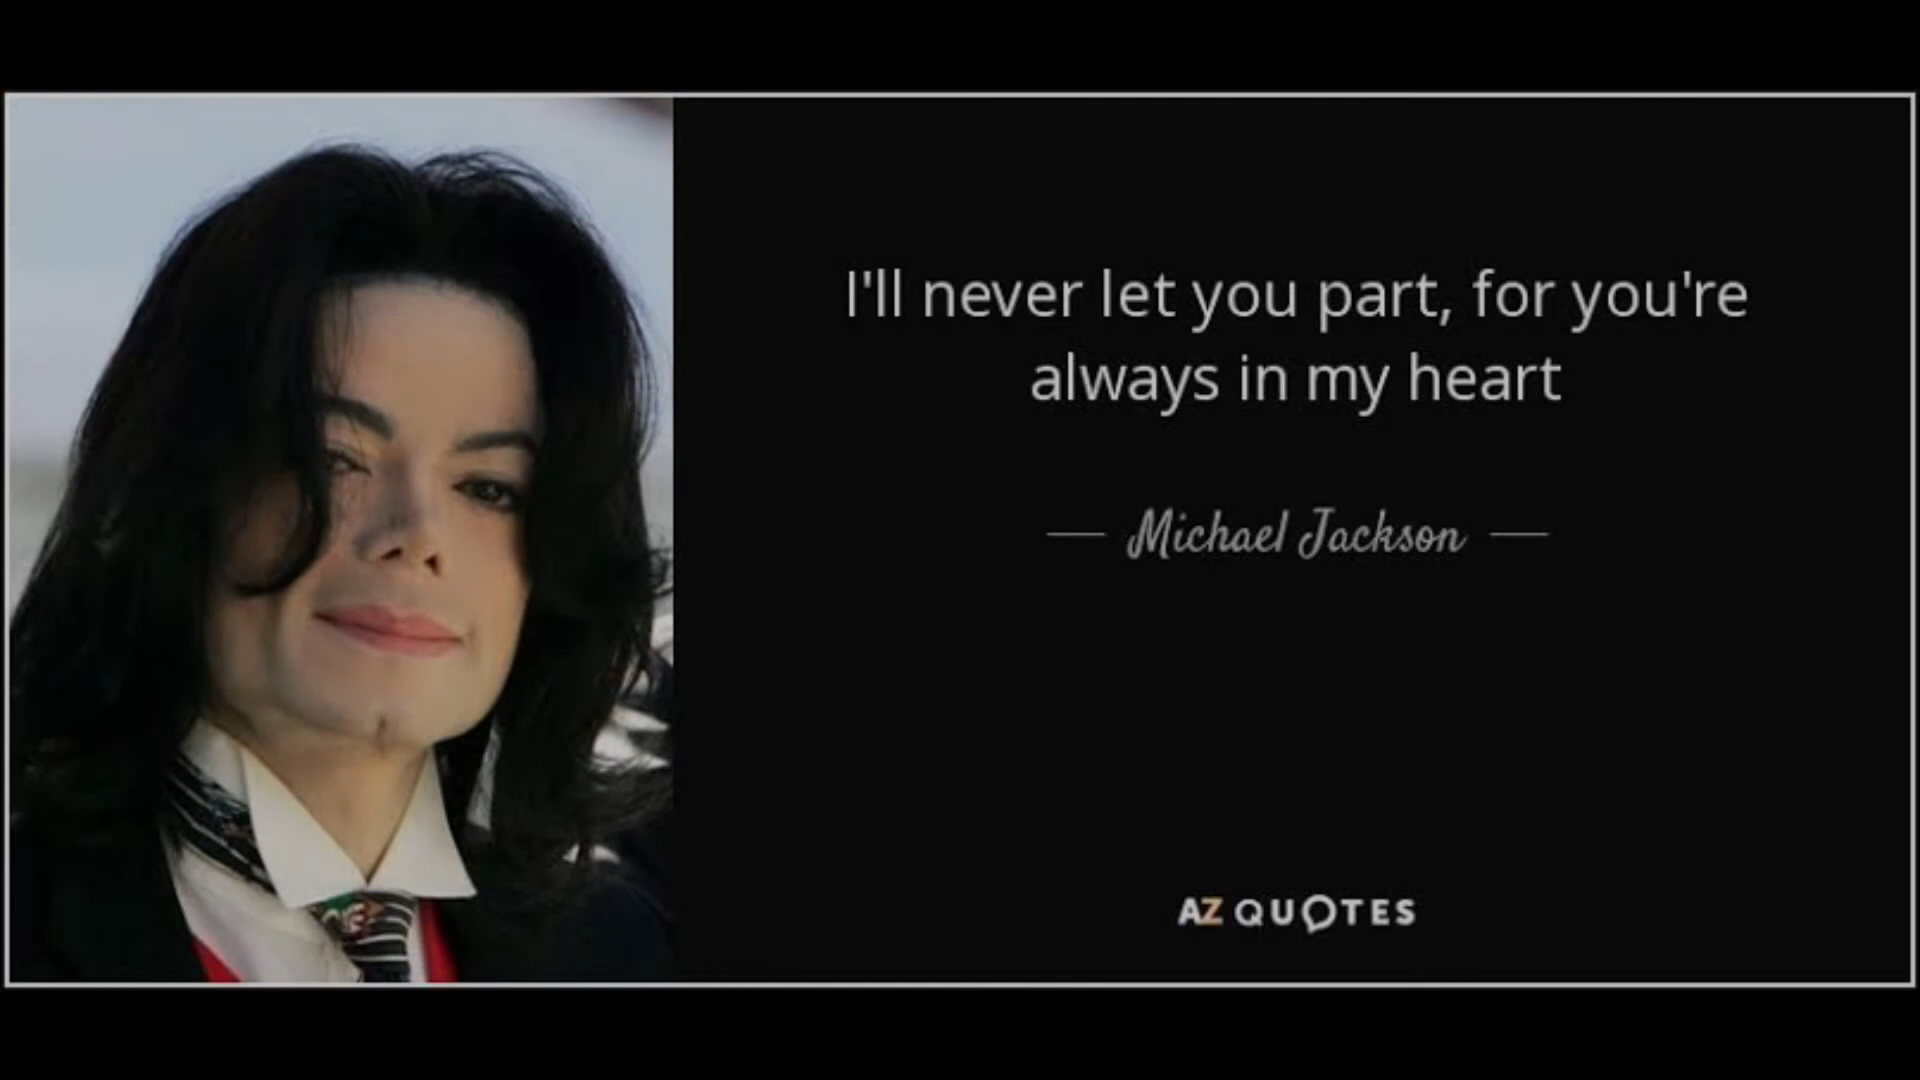 I'll never let you part, for you're
always in my heart
— Michael Jackson —
AZ QUOTES